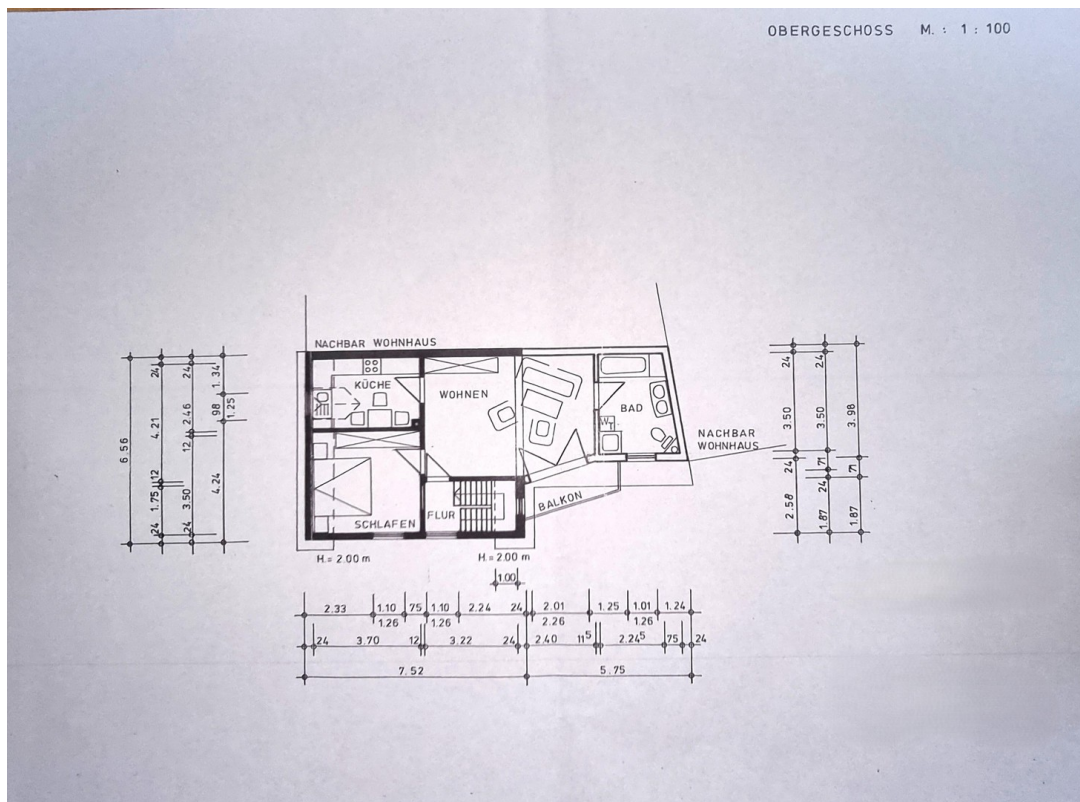 OBERGESCHOSS M. : 1 : 100
NACHBAR WOHNHAUS
KÜCHE
WOHNEN
BAD
WT
NACHBAR
WOHNHAUS
SCHLAFEN
FLUR
BALKON
H. = 2.00 m
H. = 2.00 m
6.56
24
4.21
12
1.75
24
24
2.46
12
3.50
24
1.34
98
1.25
4.24
24
3.50
24
2.58
24
3.50
71
24
1.87
3.98
71
1.87
1.00
2.33 1.10 75 1.10 2.24 24 2.01 1.25 1.01 1.24
1.26 1.26 2.26 1.26
24 3.70 12 3.22 24 2.40 11⁵ 2.24⁵ 75 24
7.52 5.75